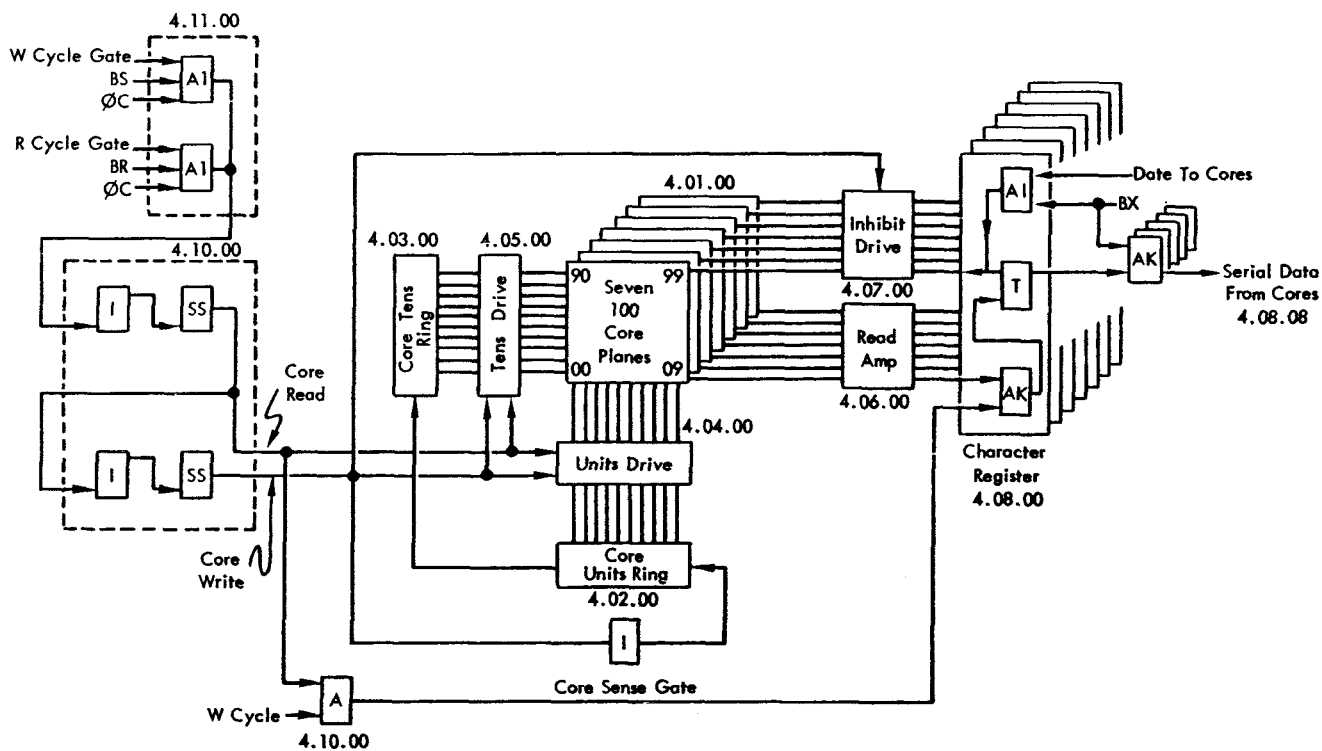 4.11.00
W Cycle Gate
BS
ØC
A1
R Cycle Gate
BR
ØC
A1
4.10.00
I
SS
I
SS
Core
Read
Core
Write
4.03.00
Core Tens
Ring
4.05.00
Tens Drive
4.01.00
90
99
Seven
100
Core
Planes
00
09
4.04.00
Units Drive
Core
Units Ring
4.02.00
I
Core Sense Gate
W Cycle
A
4.10.00
Inhibit
Drive
4.07.00
Read
Amp
4.06.00
A1
Date To Cores
BX
AK
T
Serial Data
From Cores
4.08.08
AK
Character
Register
4.08.00